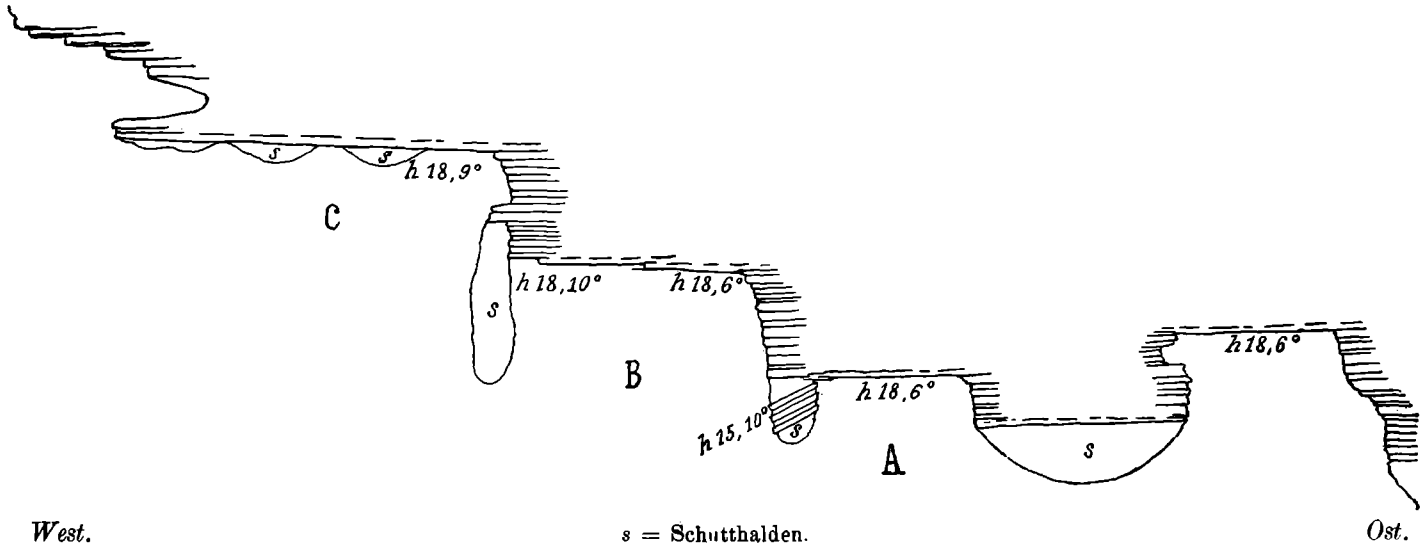 s s h 18,9°
C
h 18,10° h 18,6°
s
h 18,6°
B
h 18,6°
h 15,10° s
A s
West. s = Schutthalden. Ost.